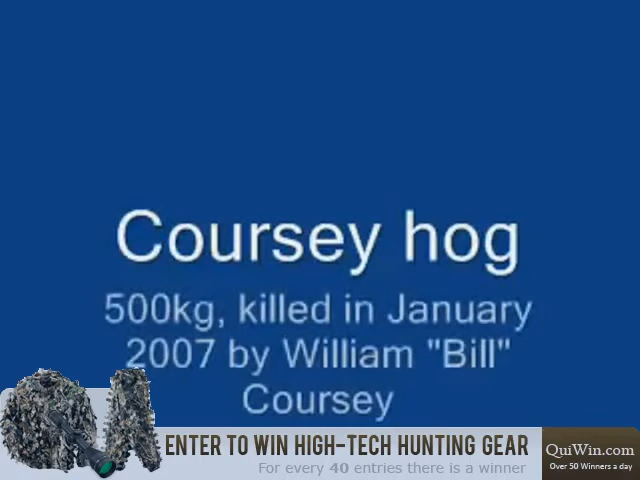 Coursey hog
500kg, killed in January
2007 by William "Bill"
Coursey
ENTER TO WIN HIGH-TECH HUNTING GEAR
For every 40 entries there is a winner
QuiWin.com
Over 50 Winners a day